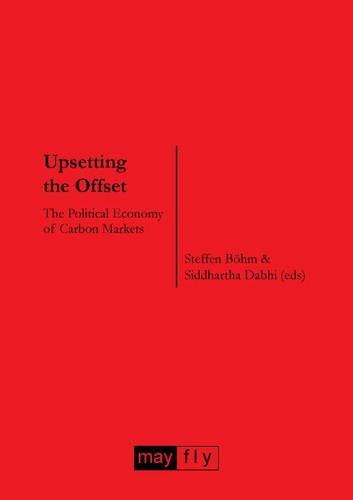 Upsetting
the Offset
The Political Economy
of Carbon Markets
Steffen Böhm &
Siddhartha Dabhi (eds)
may fly